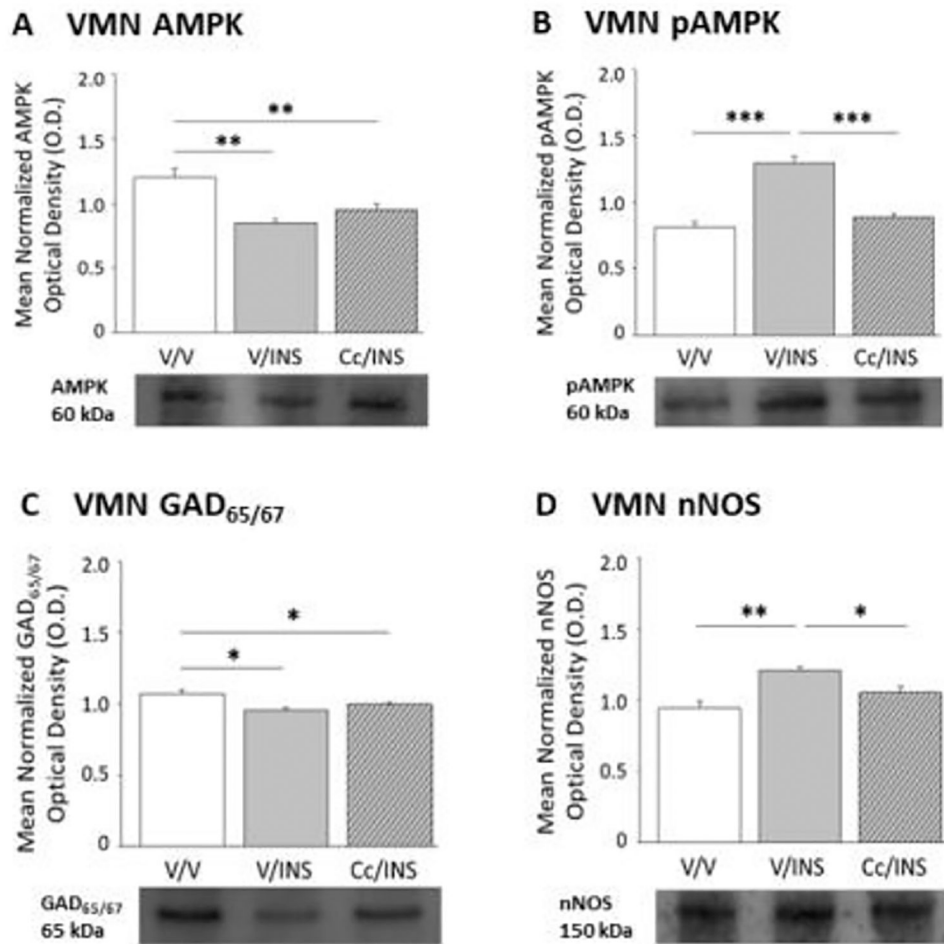 A VMN AMPK
Mean Normalized AMPK
Optical Density (O.D.)
2.0
1.5
1.0
0.5
0
**
**
V/V V/INS Cc/INS
AMPK
60 kDa
B VMN pAMPK
Mean Normalized pAMPK
Optical Density (O.D.)
2.0
1.5
1.0
0.5
0
*** ***
V/V V/INS Cc/INS
pAMPK
60 kDa
C VMN GAD65/67
Mean Normalized GAD65/67
Optical Density (O.D.)
2.0
1.5
1.0
0.5
0
*
*
V/V V/INS Cc/INS
GAD65/67
65 kDa
D VMN nNOS
Mean Normalized nNOS
Optical Density (O.D.)
2.0
1.5
1.0
0.5
0
** *
V/V V/INS Cc/INS
nNOS
150 kDa